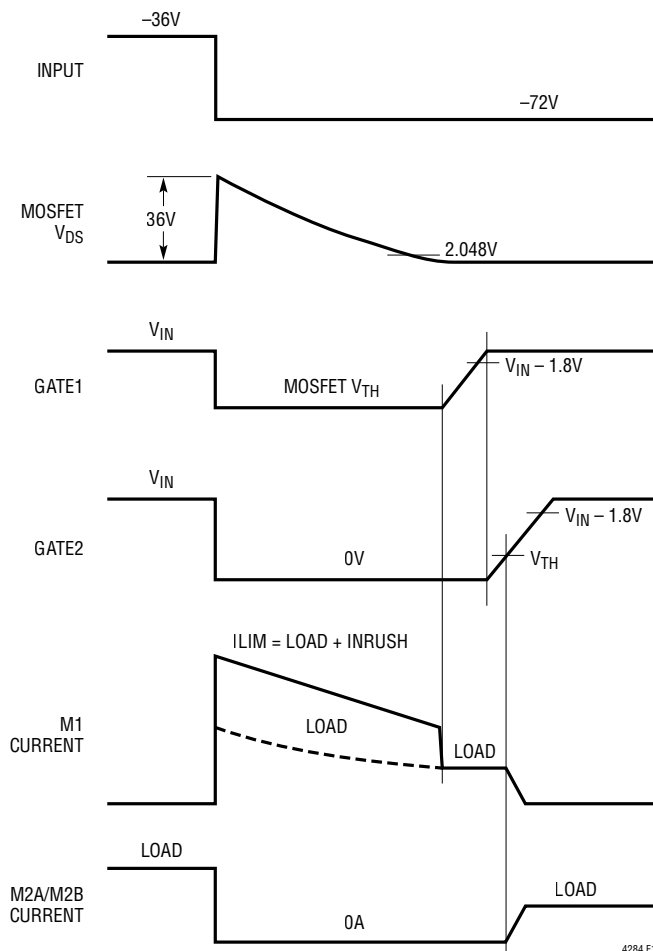 –36V
INPUT
–72V
MOSFET
VDS
36V
2.048V
VIN
GATE1
MOSFET VTH
VIN – 1.8V
VIN
GATE2
0V
VIN – 1.8V
VTH
ILIM = LOAD + INRUSH
M1
CURRENT
LOAD
LOAD
LOAD
M2A/M2B
CURRENT
0A
LOAD